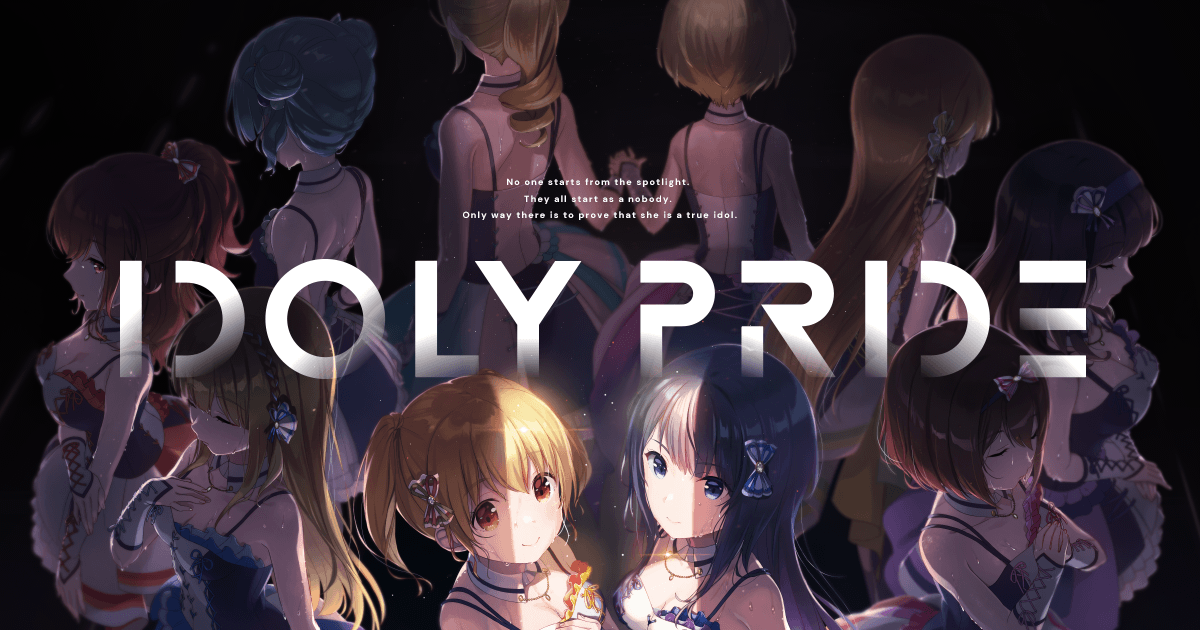 No one starts from the spotlight.
They all start as a nobody.
Only way there is to prove that she is a true idol.
IDOLY PRIDE